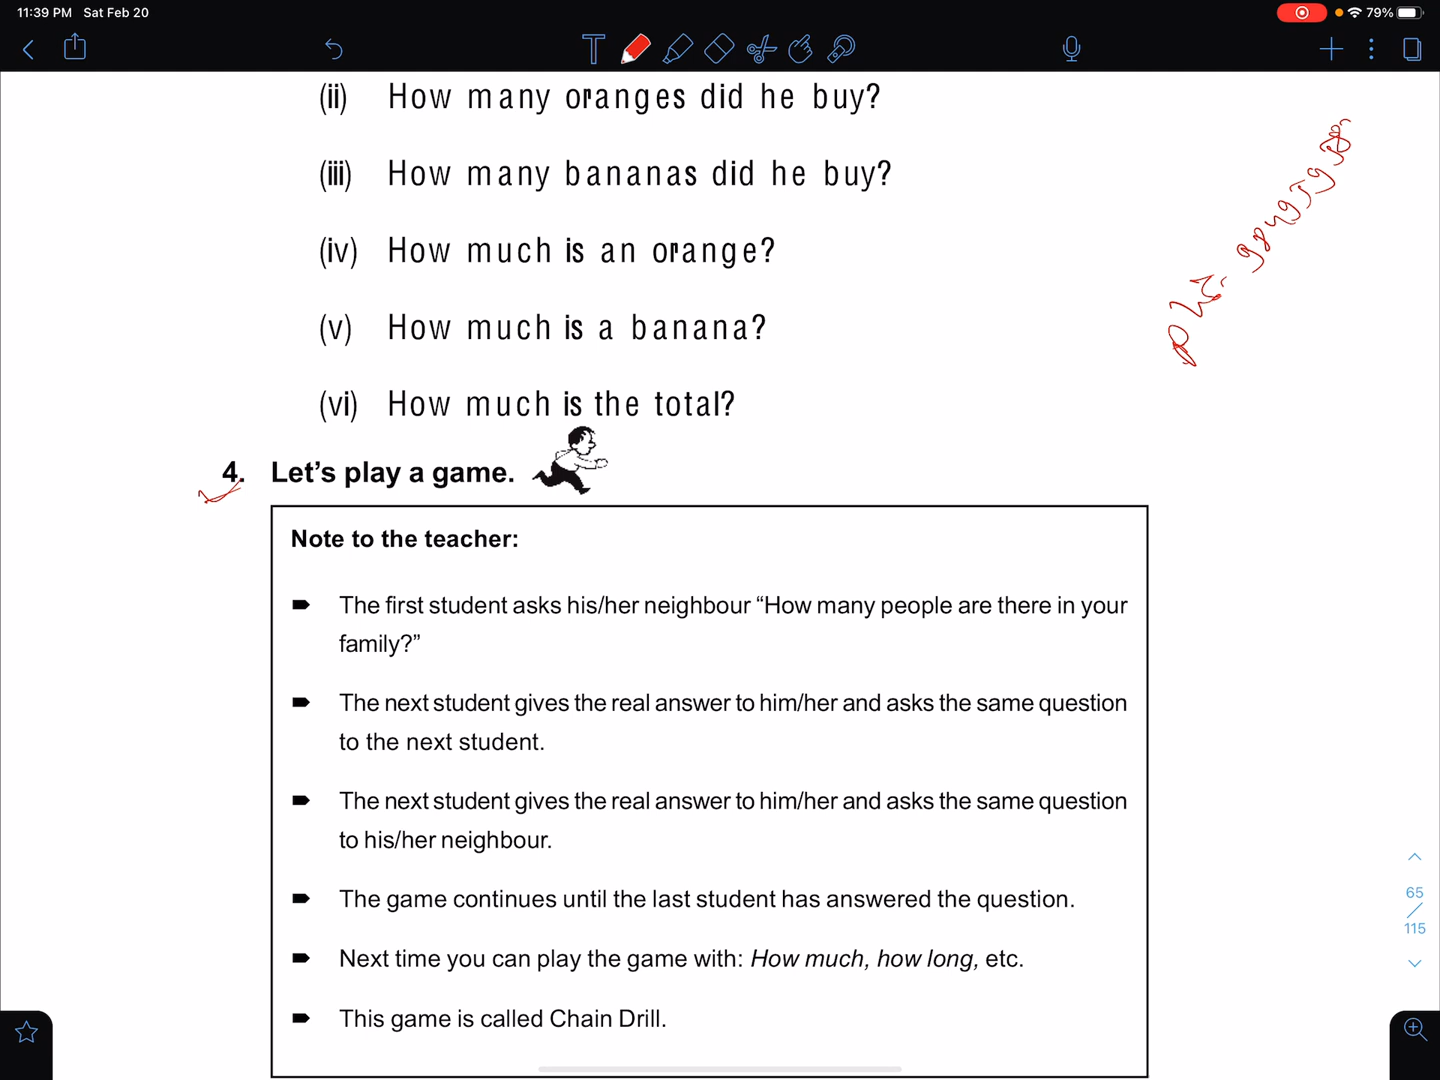 11:39 PM Sat Feb 20
79%
(ii) How many oranges did he buy?
(iii) How many bananas did he buy?
(iv) How much is an orange?
(v) How much is a banana?
(vi) How much is the total?
4. Let’s play a game.
Note to the teacher:
The first student asks his/her neighbour “How many people are there in your
family?”
The next student gives the real answer to him/her and asks the same question
to the next student.
The next student gives the real answer to him/her and asks the same question
to his/her neighbour.
The game continues until the last student has answered the question.
Next time you can play the game with: How much, how long, etc.
This game is called Chain Drill.
65
/
115